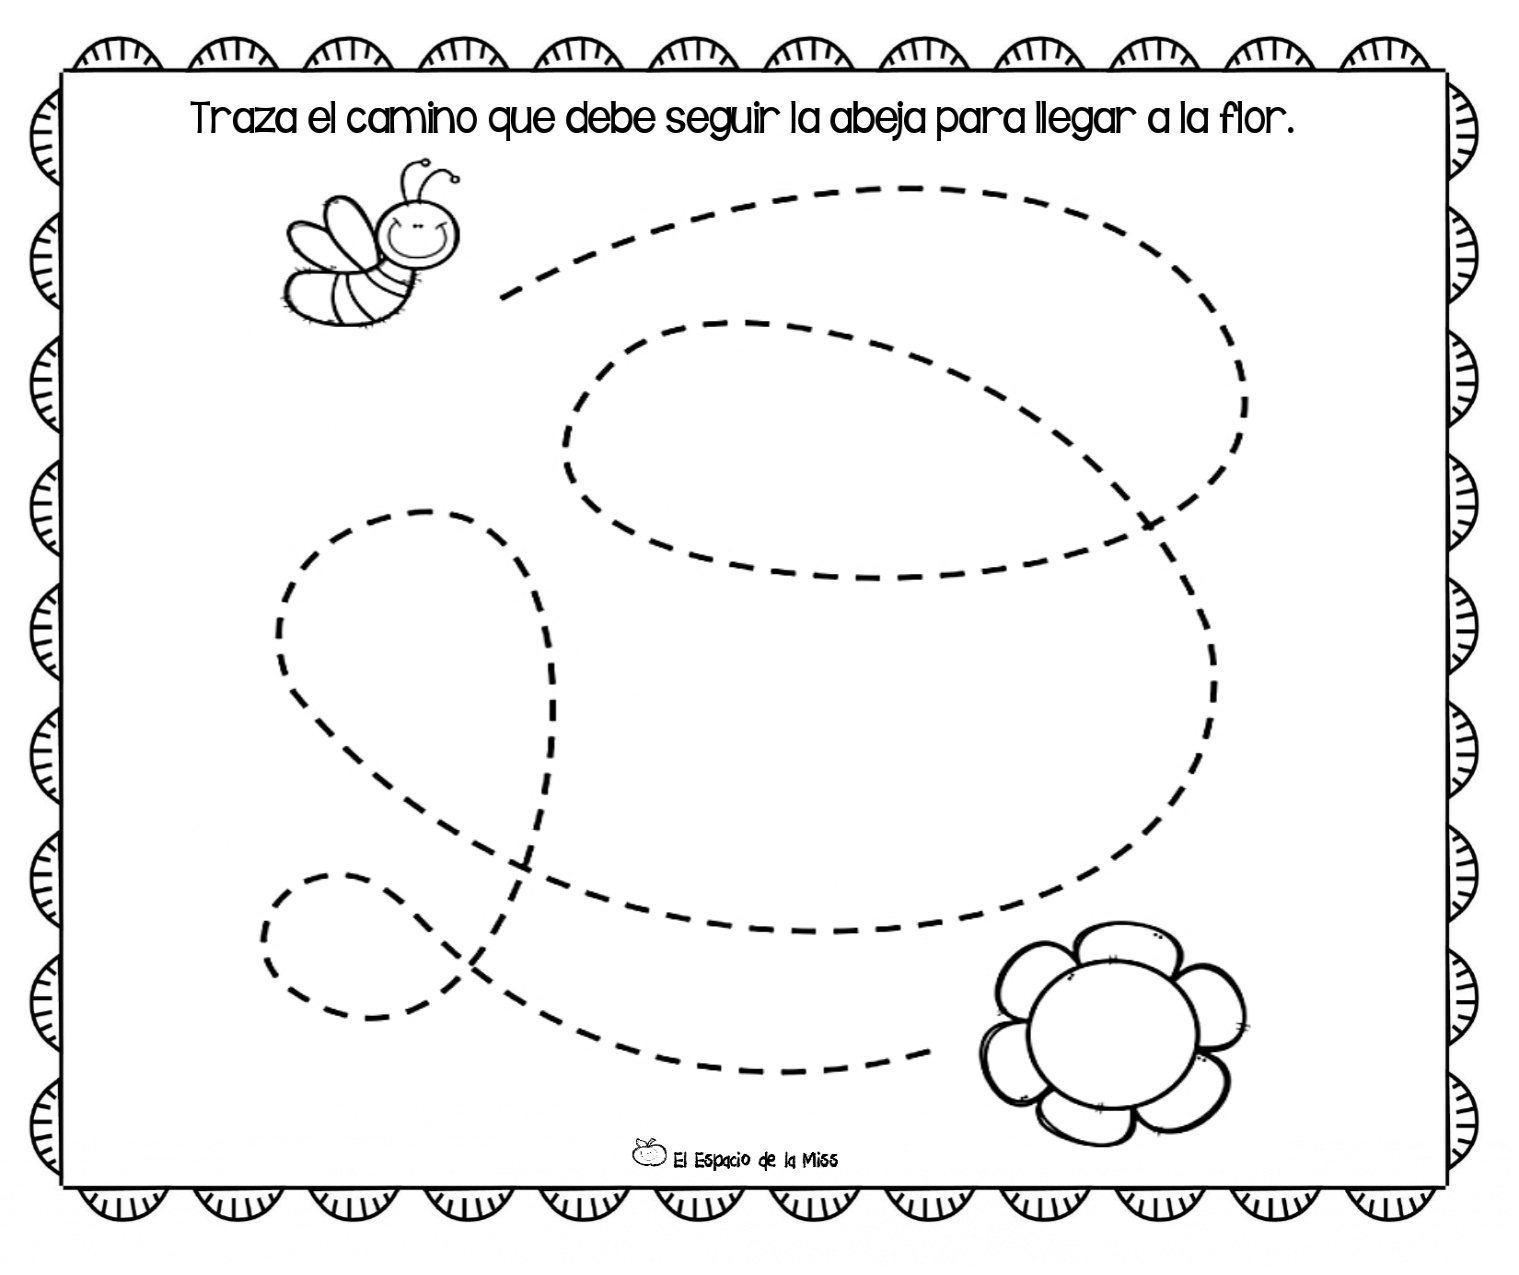 Traza el camino que debe seguir la abeja para llegar a la flor.
El Espacio de la Miss